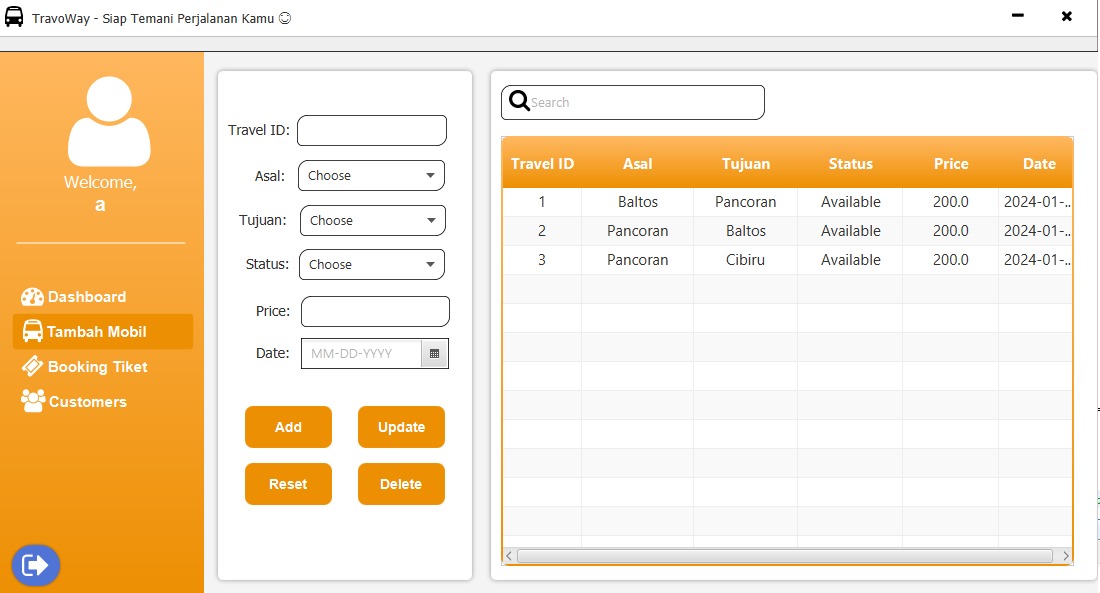 TravoWay - Siap Temani Perjalanan Kamu ☺
Welcome,
a
Dashboard
Tambah Mobil
Booking Tiket
Customers
Travel ID:
Asal: Choose
Tujuan: Choose
Status: Choose
Price:
Date: MM-DD-YYYY
Add Update
Reset Delete
Search
Travel ID Asal Tujuan Status Price Date
1 Baltos Pancoran Available 200.0 2024-01-..
2 Pancoran Baltos Available 200.0 2024-01-..
3 Pancoran Cibiru Available 200.0 2024-01-..